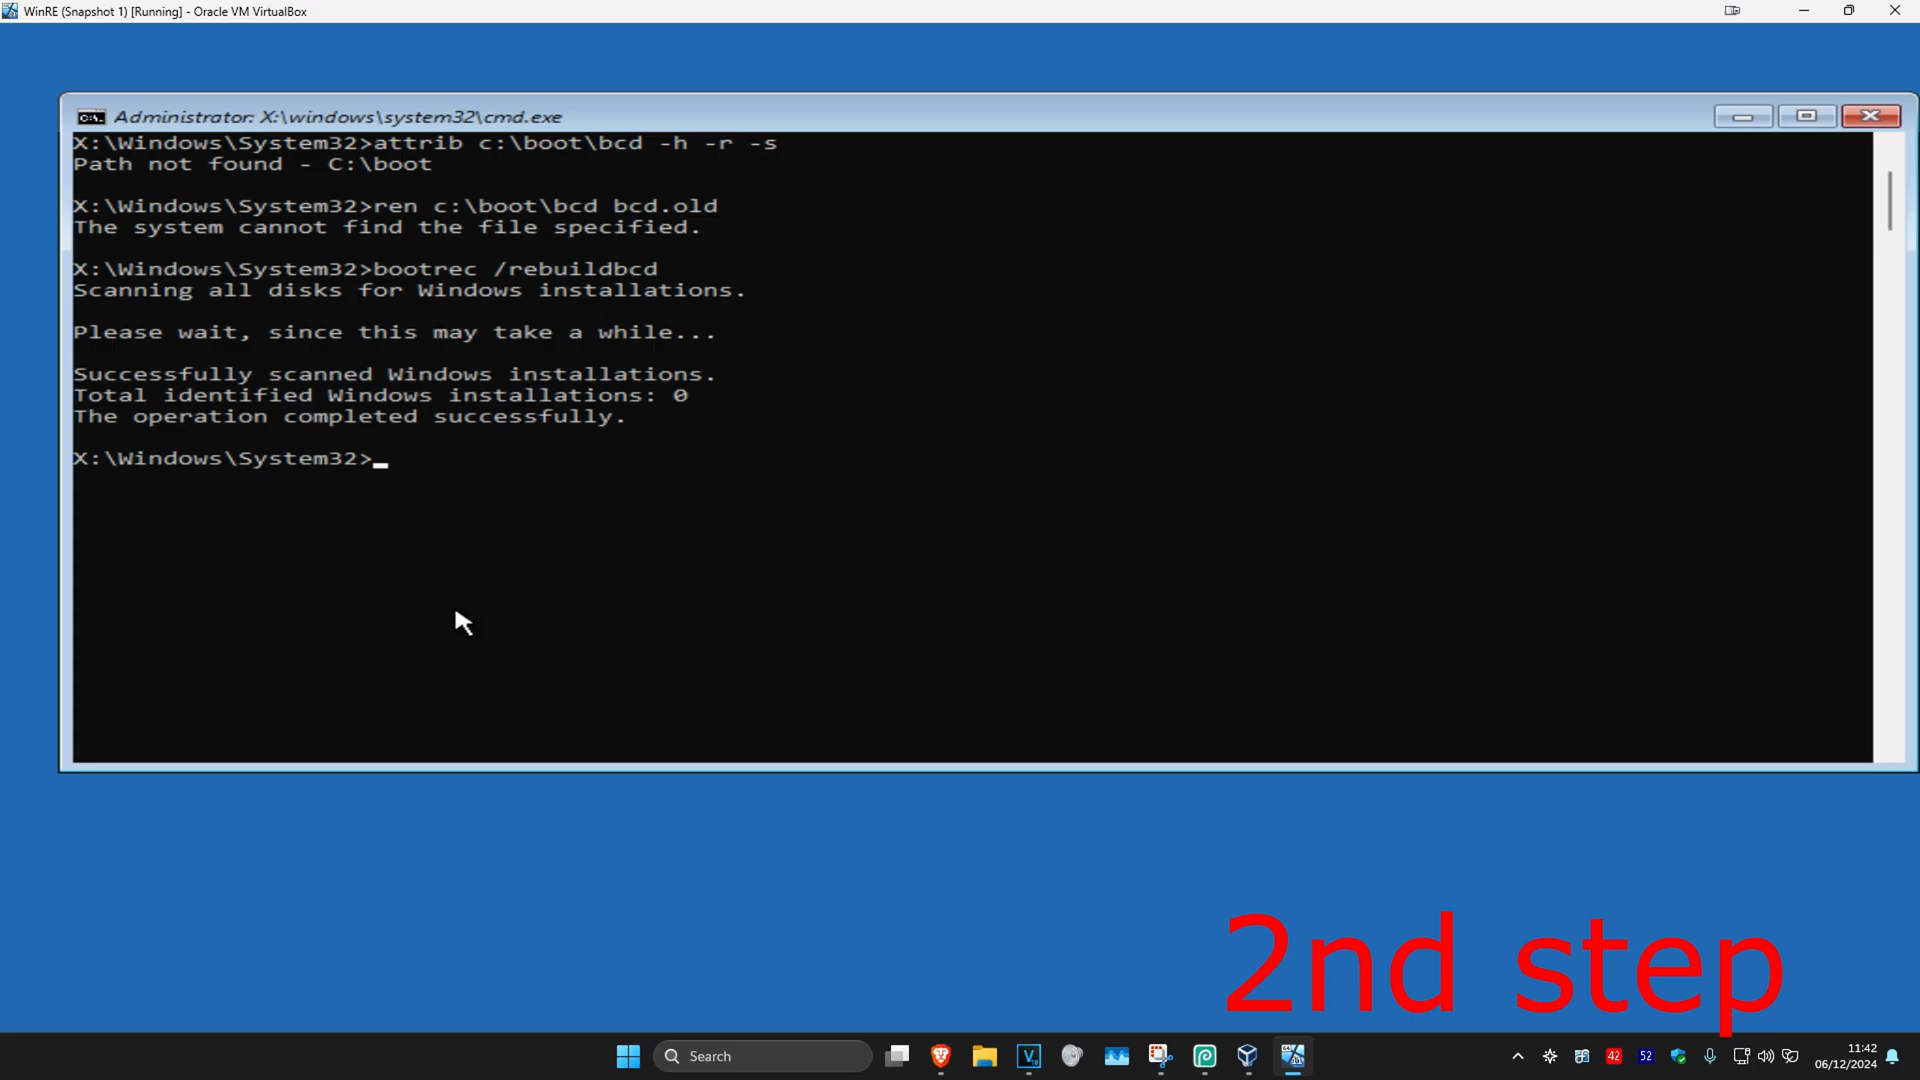 WinRE (Snapshot 1) [Running] - Oracle VM VirtualBox
Administrator: X:\windows\system32\cmd.exe
X:\Windows\System32>attrib c:\boot\bcd -h -r -s
Path not found - C:\boot
X:\Windows\System32>ren c:\boot\bcd bcd.old
The system cannot find the file specified.
X:\Windows\System32>bootrec /rebuildbcd
Scanning all disks for Windows installations.
Please wait, since this may take a while...
Successfully scanned Windows installations.
Total identified Windows installations: 0
The operation completed successfully.
X:\Windows\System32>
2nd step
Search
42
52
11:42
06/12/2024